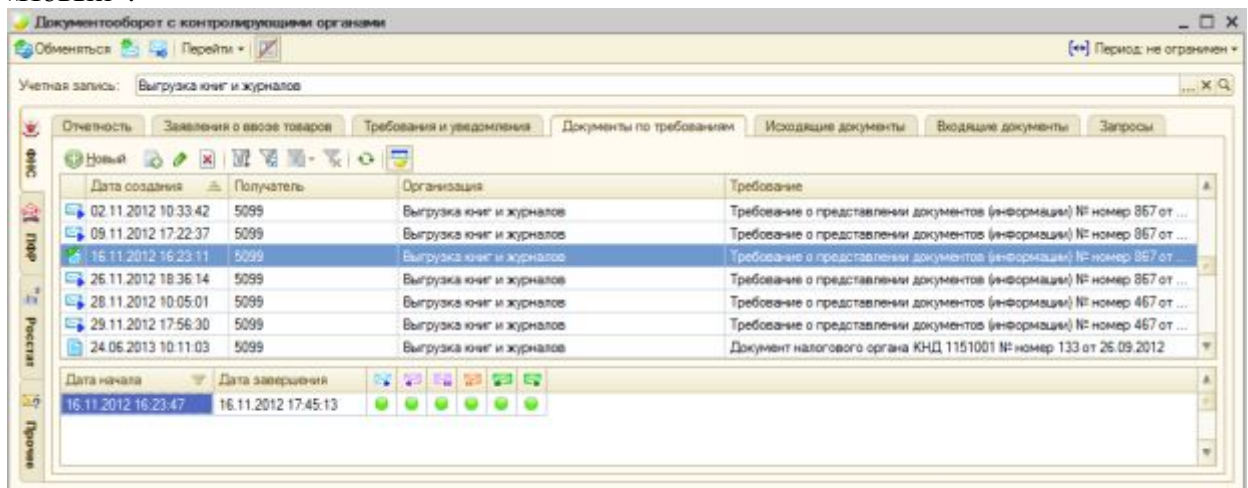 Документооборот с контролирующими органами
Обменяться Перейти Период: не ограничен
Учетная запись: Выгрузка книг и журналов ... X
Отчетность Заявления о ввозе товаров Требования и уведомления Документы по требованиям Исходящие документы Входящие документы Запросы
ФНС
ПФР
Росстат
Прочие
Новый
Дата создания Получатель Организация Требование
02.11.2012 10:33:42 5099 Выгрузка книг и журналов Требование о представлении документов (информации) № номер 867 от ...
09.11.2012 17:22:37 5099 Выгрузка книг и журналов Требование о представлении документов (информации) № номер 867 от ...
16.11.2012 16:23:11 5099 Выгрузка книг и журналов Требование о представлении документов (информации) № номер 867 от ...
26.11.2012 18:36:14 5099 Выгрузка книг и журналов Требование о представлении документов (информации) № номер 867 от ...
28.11.2012 10:05:01 5099 Выгрузка книг и журналов Требование о представлении документов (информации) № номер 467 от ...
29.11.2012 17:56:30 5099 Выгрузка книг и журналов Требование о представлении документов (информации) № номер 467 от ...
24.06.2013 10:11:03 5099 Выгрузка книг и журналов Документ налогового органа КНД 1151001 № номер 133 от 26.09.2012
Дата начала Дата завершения
16.11.2012 16:23:47 16.11.2012 17:45:13